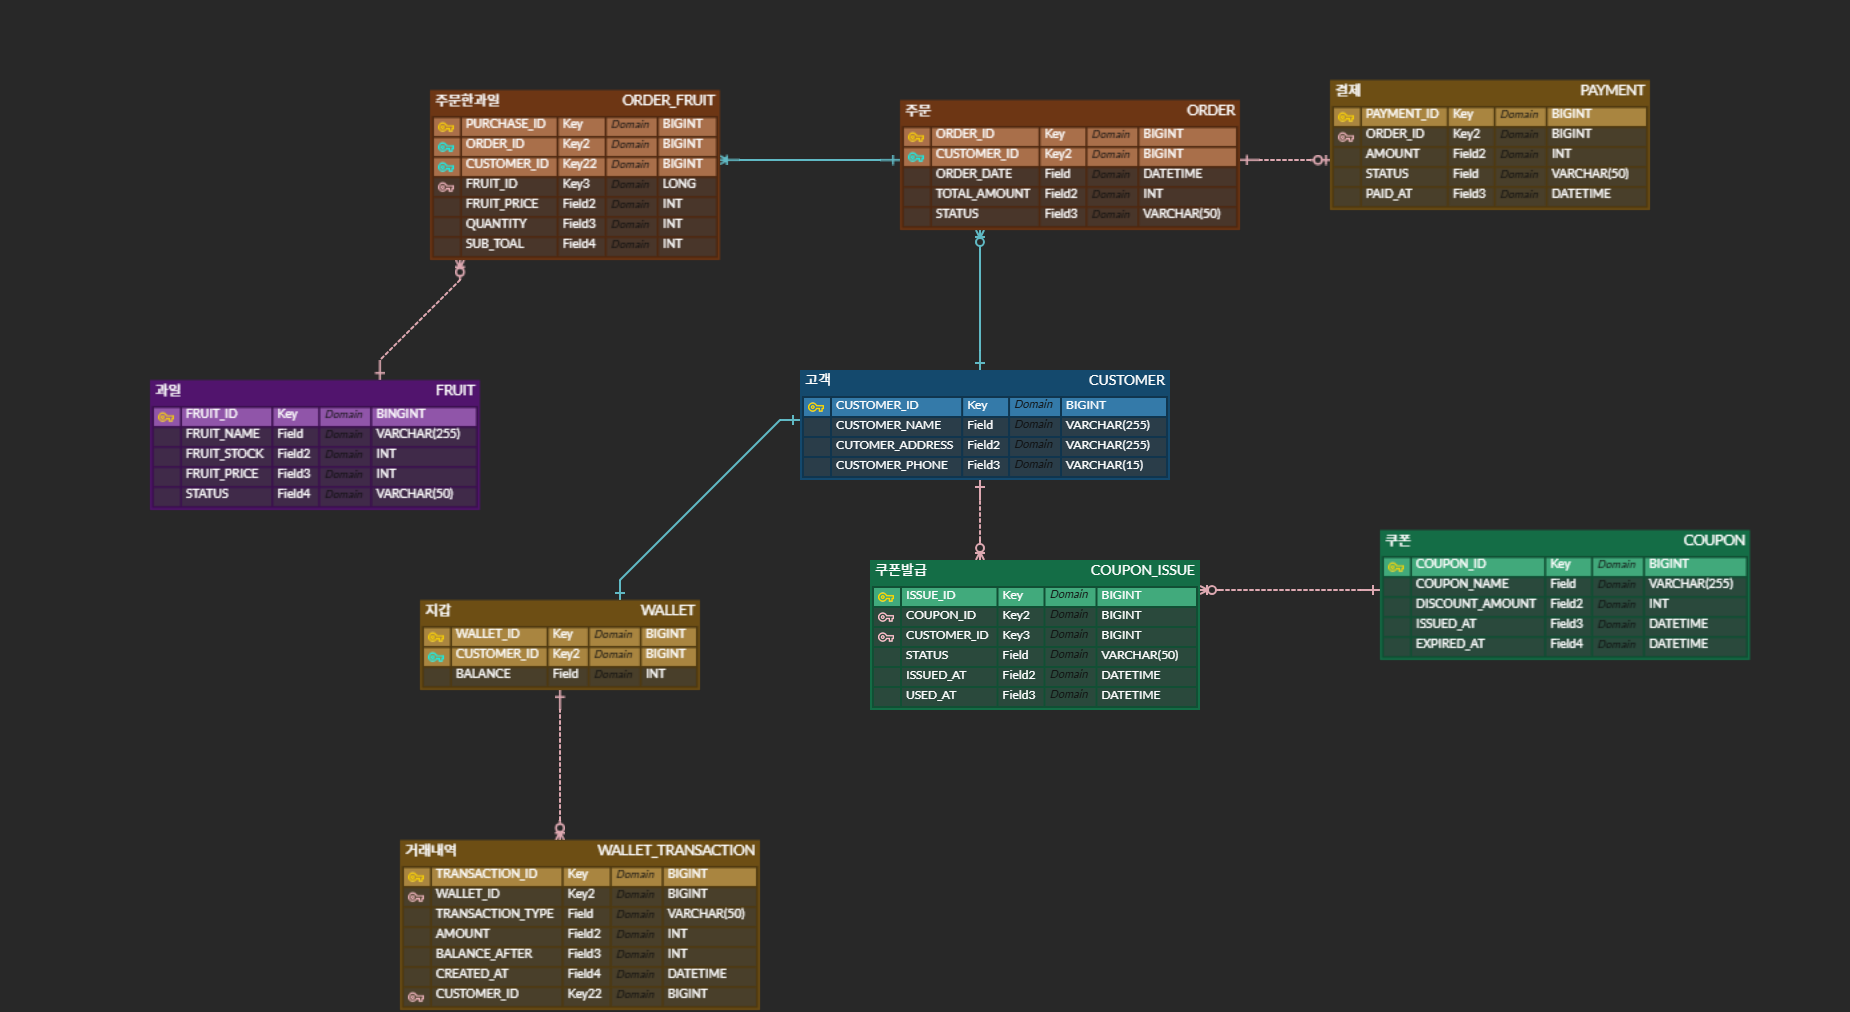 주문한과일 ORDER_FRUIT
PURCHASE_ID Key Domain BIGINT
ORDER_ID Key2 Domain BIGINT
CUSTOMER_ID Key22 Domain BIGINT
FRUIT_ID Key3 Domain LONG
FRUIT_PRICE Field2 Domain INT
QUANTITY Field3 Domain INT
SUB_TOAL Field4 Domain INT
주문 ORDER
ORDER_ID Key Domain BIGINT
CUSTOMER_ID Key2 Domain BIGINT
ORDER_DATE Field Domain DATETIME
TOTAL_AMOUNT Field2 Domain INT
STATUS Field3 Domain VARCHAR(50)
결제 PAYMENT
PAYMENT_ID Key Domain BIGINT
ORDER_ID Key2 Domain BIGINT
AMOUNT Field2 Domain INT
STATUS Field Domain VARCHAR(50)
PAID_AT Field3 Domain DATETIME
과일 FRUIT
FRUIT_ID Key Domain BINGINT
FRUIT_NAME Field Domain VARCHAR(255)
FRUIT_STOCK Field2 Domain INT
FRUIT_PRICE Field3 Domain INT
STATUS Field4 Domain VARCHAR(50)
고객 CUSTOMER
CUSTOMER_ID Key Domain BIGINT
CUSTOMER_NAME Field Domain VARCHAR(255)
CUTOMER_ADDRESS Field2 Domain VARCHAR(255)
CUSTOMER_PHONE Field3 Domain VARCHAR(15)
지갑 WALLET
WALLET_ID Key Domain BIGINT
CUSTOMER_ID Key2 Domain BIGINT
BALANCE Field Domain INT
쿠폰발급 COUPON_ISSUE
ISSUE_ID Key Domain BIGINT
COUPON_ID Key2 Domain BIGINT
CUSTOMER_ID Key3 Domain BIGINT
STATUS Field Domain VARCHAR(50)
ISSUED_AT Field2 Domain DATETIME
USED_AT Field3 Domain DATETIME
쿠폰 COUPON
COUPON_ID Key Domain BIGINT
COUPON_NAME Field Domain VARCHAR(255)
DISCOUNT_AMOUNT Field2 Domain INT
ISSUED_AT Field3 Domain DATETIME
EXPIRED_AT Field4 Domain DATETIME
거래내역 WALLET_TRANSACTION
TRANSACTION_ID Key Domain BIGINT
WALLET_ID Key2 Domain BIGINT
TRANSACTION_TYPE Field Domain VARCHAR(50)
AMOUNT Field2 Domain INT
BALANCE_AFTER Field3 Domain INT
CREATED_AT Field4 Domain DATETIME
CUSTOMER_ID Key22 Domain BIGINT